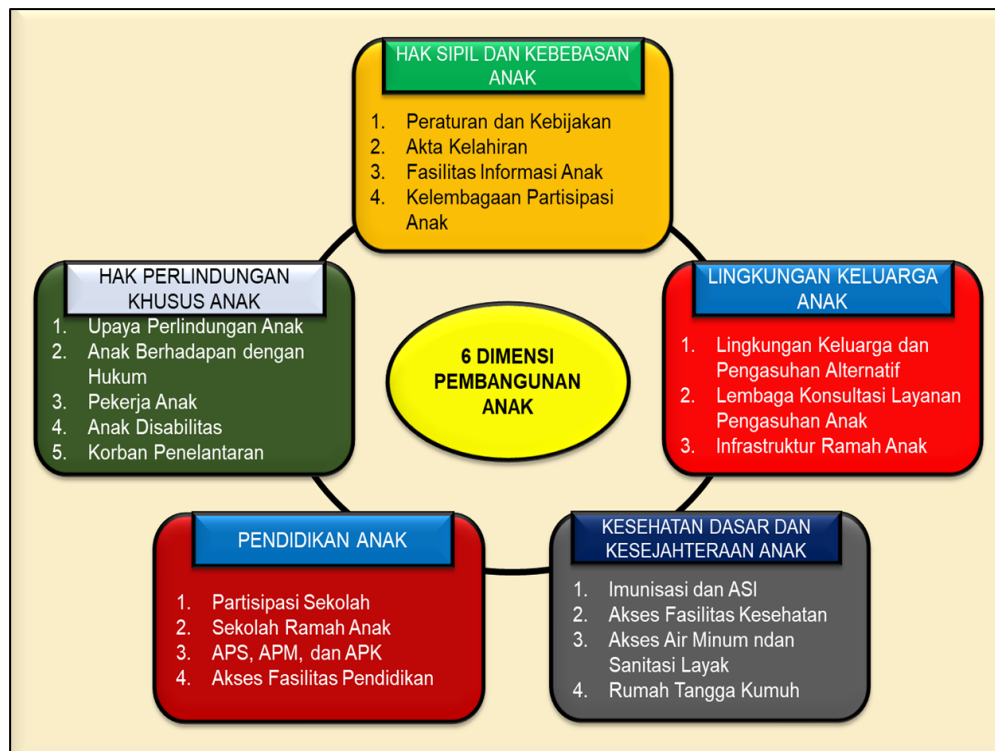 HAK SIPIL DAN KEBEBASAN
ANAK
1. Peraturan dan Kebijakan
2. Akta Kelahiran
3. Fasilitas Informasi Anak
4. Kelembagaan Partisipasi
Anak
HAK PERLINDUNGAN
KHUSUS ANAK
1. Upaya Perlindungan Anak
2. Anak Berhadapan dengan
Hukum
3. Pekerja Anak
4. Anak Disabilitas
5. Korban Penelantaran
6 DIMENSI
PEMBANGUNAN
ANAK
LINGKUNGAN KELUARGA
ANAK
1. Lingkungan Keluarga dan
Pengasuhan Alternatif
2. Lembaga Konsultasi Layanan
Pengasuhan Anak
3. Infrastruktur Ramah Anak
PENDIDIKAN ANAK
1. Partisipasi Sekolah
2. Sekolah Ramah Anak
3. APS, APM, dan APK
4. Akses Fasilitas Pendidikan
KESEHATAN DASAR DAN
KESEJAHTERAAN ANAK
1. Imunisasi dan ASI
2. Akses Fasilitas Kesehatan
3. Akses Air Minum ndan
Sanitasi Layak
4. Rumah Tangga Kumuh